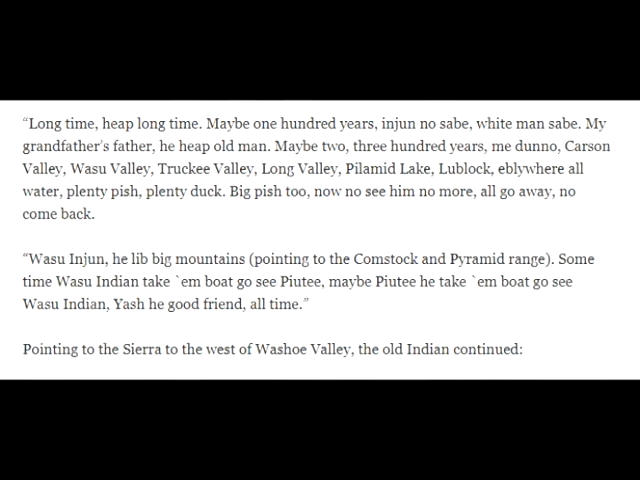 “Long time, heap long time. Maybe one hundred years, injun no sabe, white man sabe. My
grandfather's father, he heap old man. Maybe two, three hundred years, me dunno, Carson
Valley, Wasu Valley, Truckee Valley, Long Valley, Pilamid Lake, Lublock, eblywhere all
water, plenty pish, plenty duck. Big pish too, now no see him no more, all go away, no
come back.
“Wasu Injun, he lib big mountains (pointing to the Comstock and Pyramid range). Some
time Wasu Indian take `em boat go see Piutee, maybe Piutee he take `em boat go see
Wasu Indian, Yash he good friend, all time.”
Pointing to the Sierra to the west of Washoe Valley, the old Indian continued: